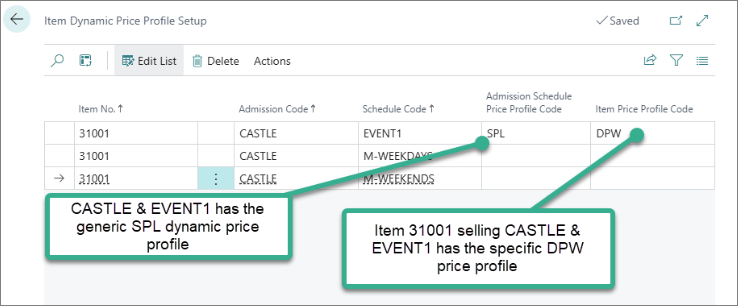 Item Dynamic Price Profile Setup
Saved
Edit List
Delete
Actions
Item No. ↑
Admission Code ↑
Schedule Code ↑
Admission Schedule
Price Profile Code
Item Price Profile Code
31001 CASTLE EVENT1 SPL DPW
31001 CASTLE M-WEEKDAYS
31001 CASTLE M-WEEKENDS
CASTLE & EVENT1 has the
generic SPL dynamic price
profile
Item 31001 selling CASTLE &
EVENT1 has the specific DPW
price profile